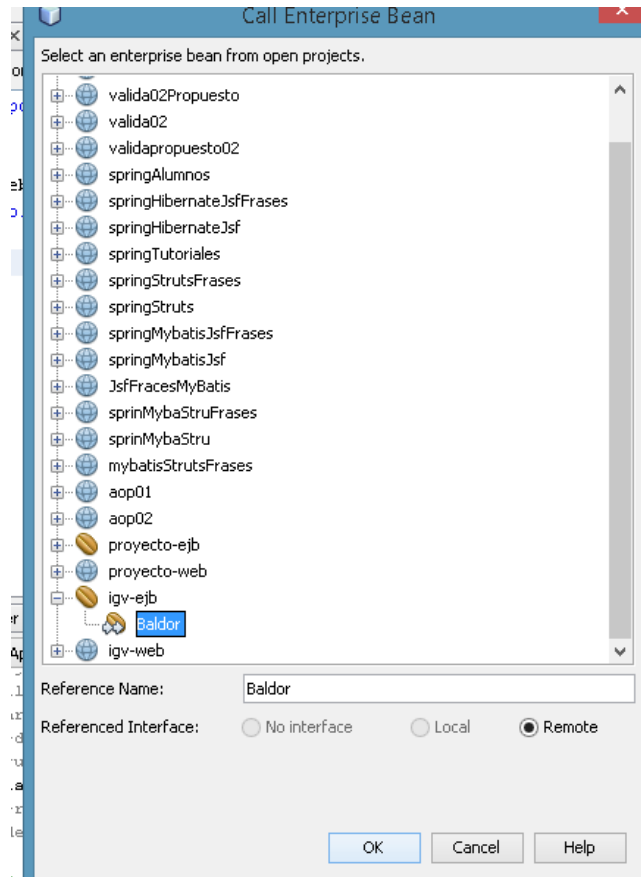 Call Enterprise Bean
Select an enterprise bean from open projects.
valida02Propuesto
valida02
validapropuesto02
springAlumnos
springHibernateJsfFrases
springHibernateJsf
springTutoriales
springStrutsFrases
springStruts
springMybatisJsfFrases
springMybatisJsf
JsfFracesMyBatis
sprinMybaStruFrases
sprinMybaStru
mybatisStrutsFrases
aop01
aop02
proyecto-ejb
proyecto-web
igv-ejb
Baldor
igv-web
Reference Name: Baldor
Referenced Interface: No interface Local Remote
OK Cancel Help